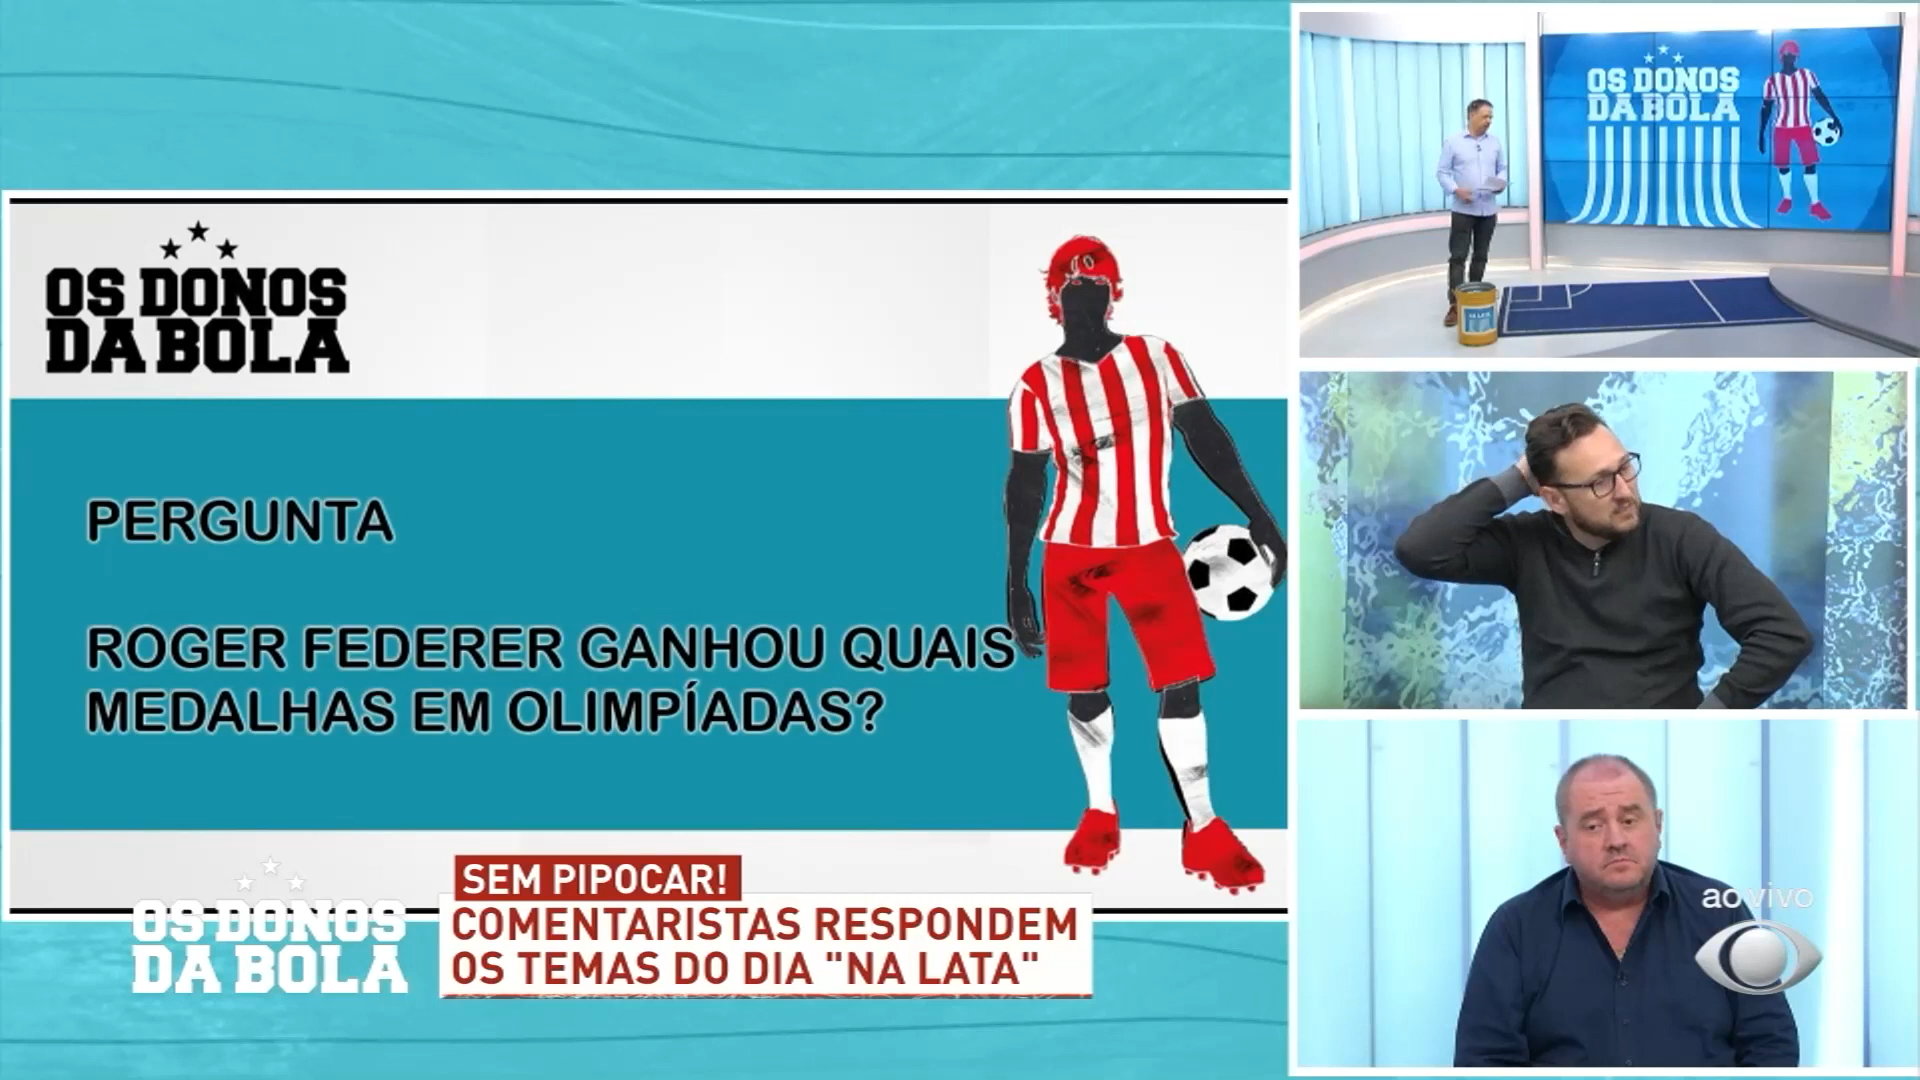 OS DONOS
DA BOLA
PERGUNTA
ROGER FEDERER GANHOU QUAIS
MEDALHAS EM OLIMPÍADAS?
SEM PIPOCAR!
COMENTARISTAS RESPONDEM
OS TEMAS DO DIA "NA LATA"
OS DONOS
DA BOLA
OS DONOS
DA BOLA
ao vivo